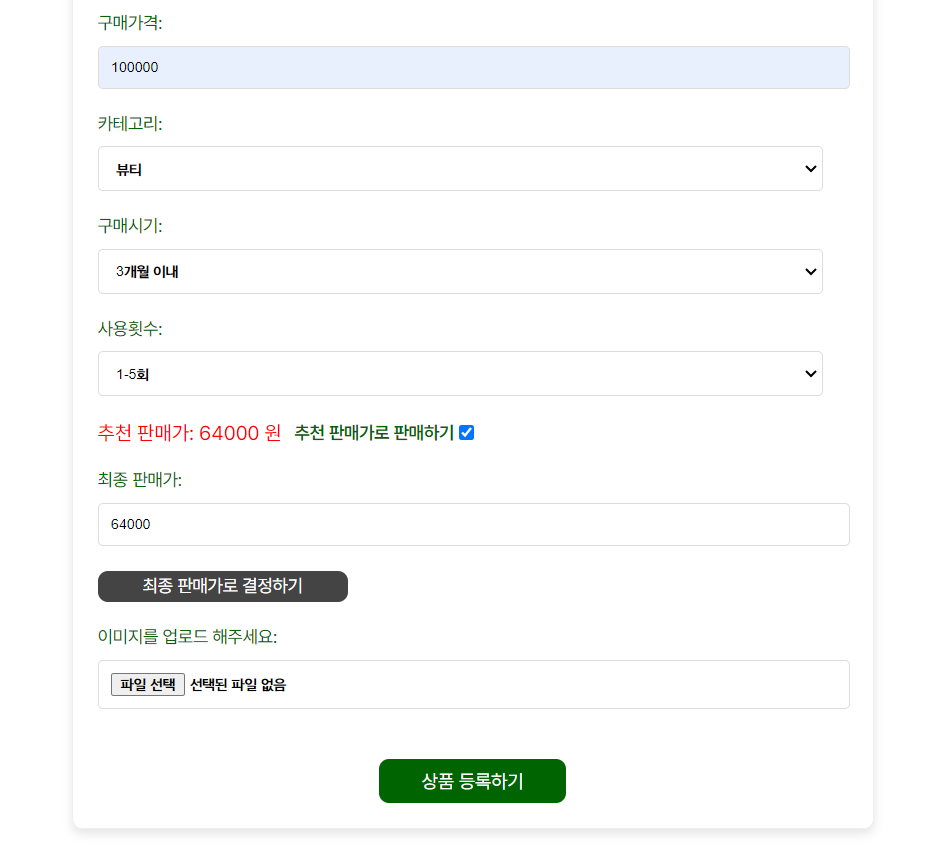 구매가격:
100000
카테고리:
뷰티
구매시기:
3개월 이내
사용횟수:
1-5회
추천 판매가: 64000 원 추천 판매가로 판매하기
최종 판매가:
64000
최종 판매가로 결정하기
이미지를 업로드 해주세요:
파일 선택 선택된 파일 없음
상품 등록하기